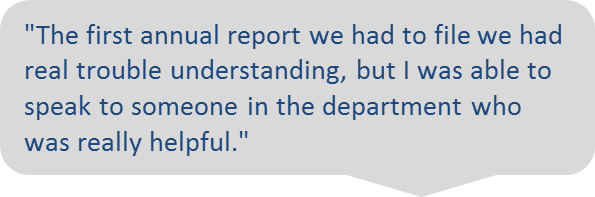 "The first annual report we had to file we had
real trouble understanding, but I was able to
speak to someone in the department who
was really helpful."